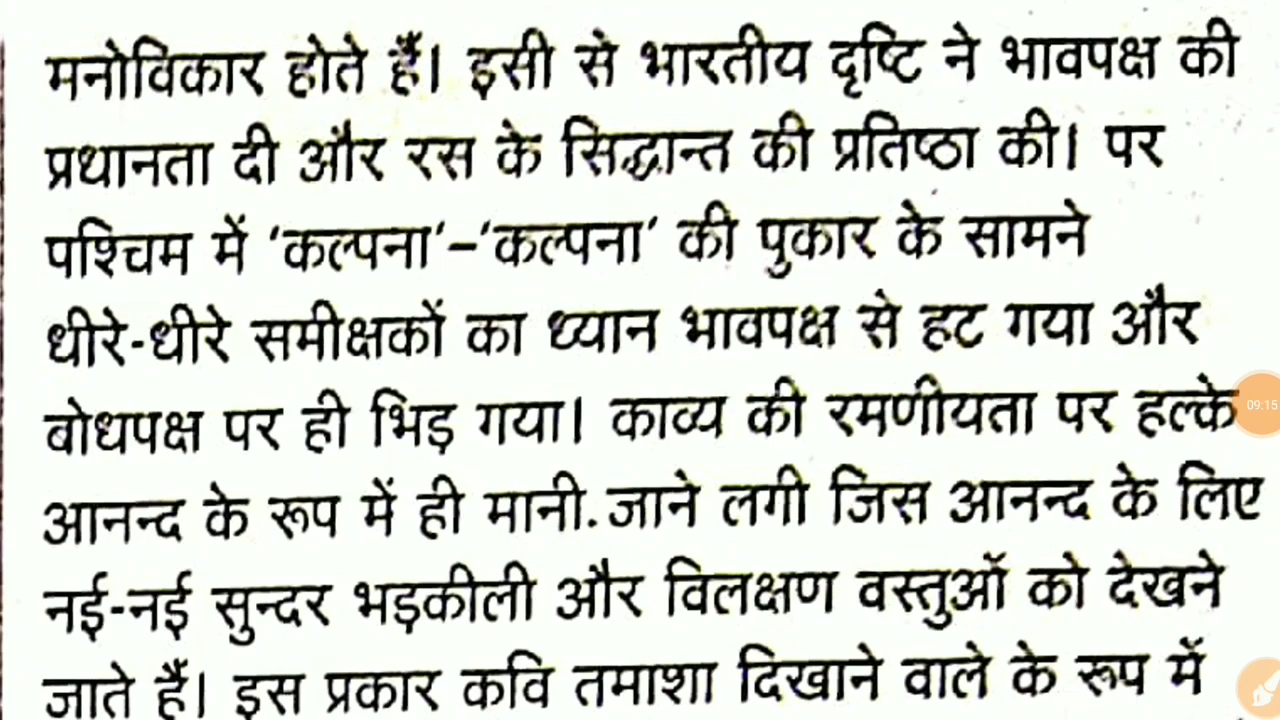 मनोविकार होते हैं। इसी से भारतीय दृष्टि ने भावपक्ष की
प्रधानता दी और रस के सिद्धान्त की प्रतिष्ठा की। पर
पश्चिम में ‘कल्पना’–‘कल्पना’ की पुकार के सामने
धीरे-धीरे समीक्षकों का ध्यान भावपक्ष से हट गया और
बोधपक्ष पर ही भिड़ गया। काव्य की रमणीयता पर हल्के
आनन्द के रूप में ही मानी.जाने लगी जिस आनन्द के लिए
नई-नई सुन्दर भड़कीली और विलक्षण वस्तुओं को देखने
जाते हैं। इस प्रकार कवि तमाशा दिखाने वाले के रूप में
09:15